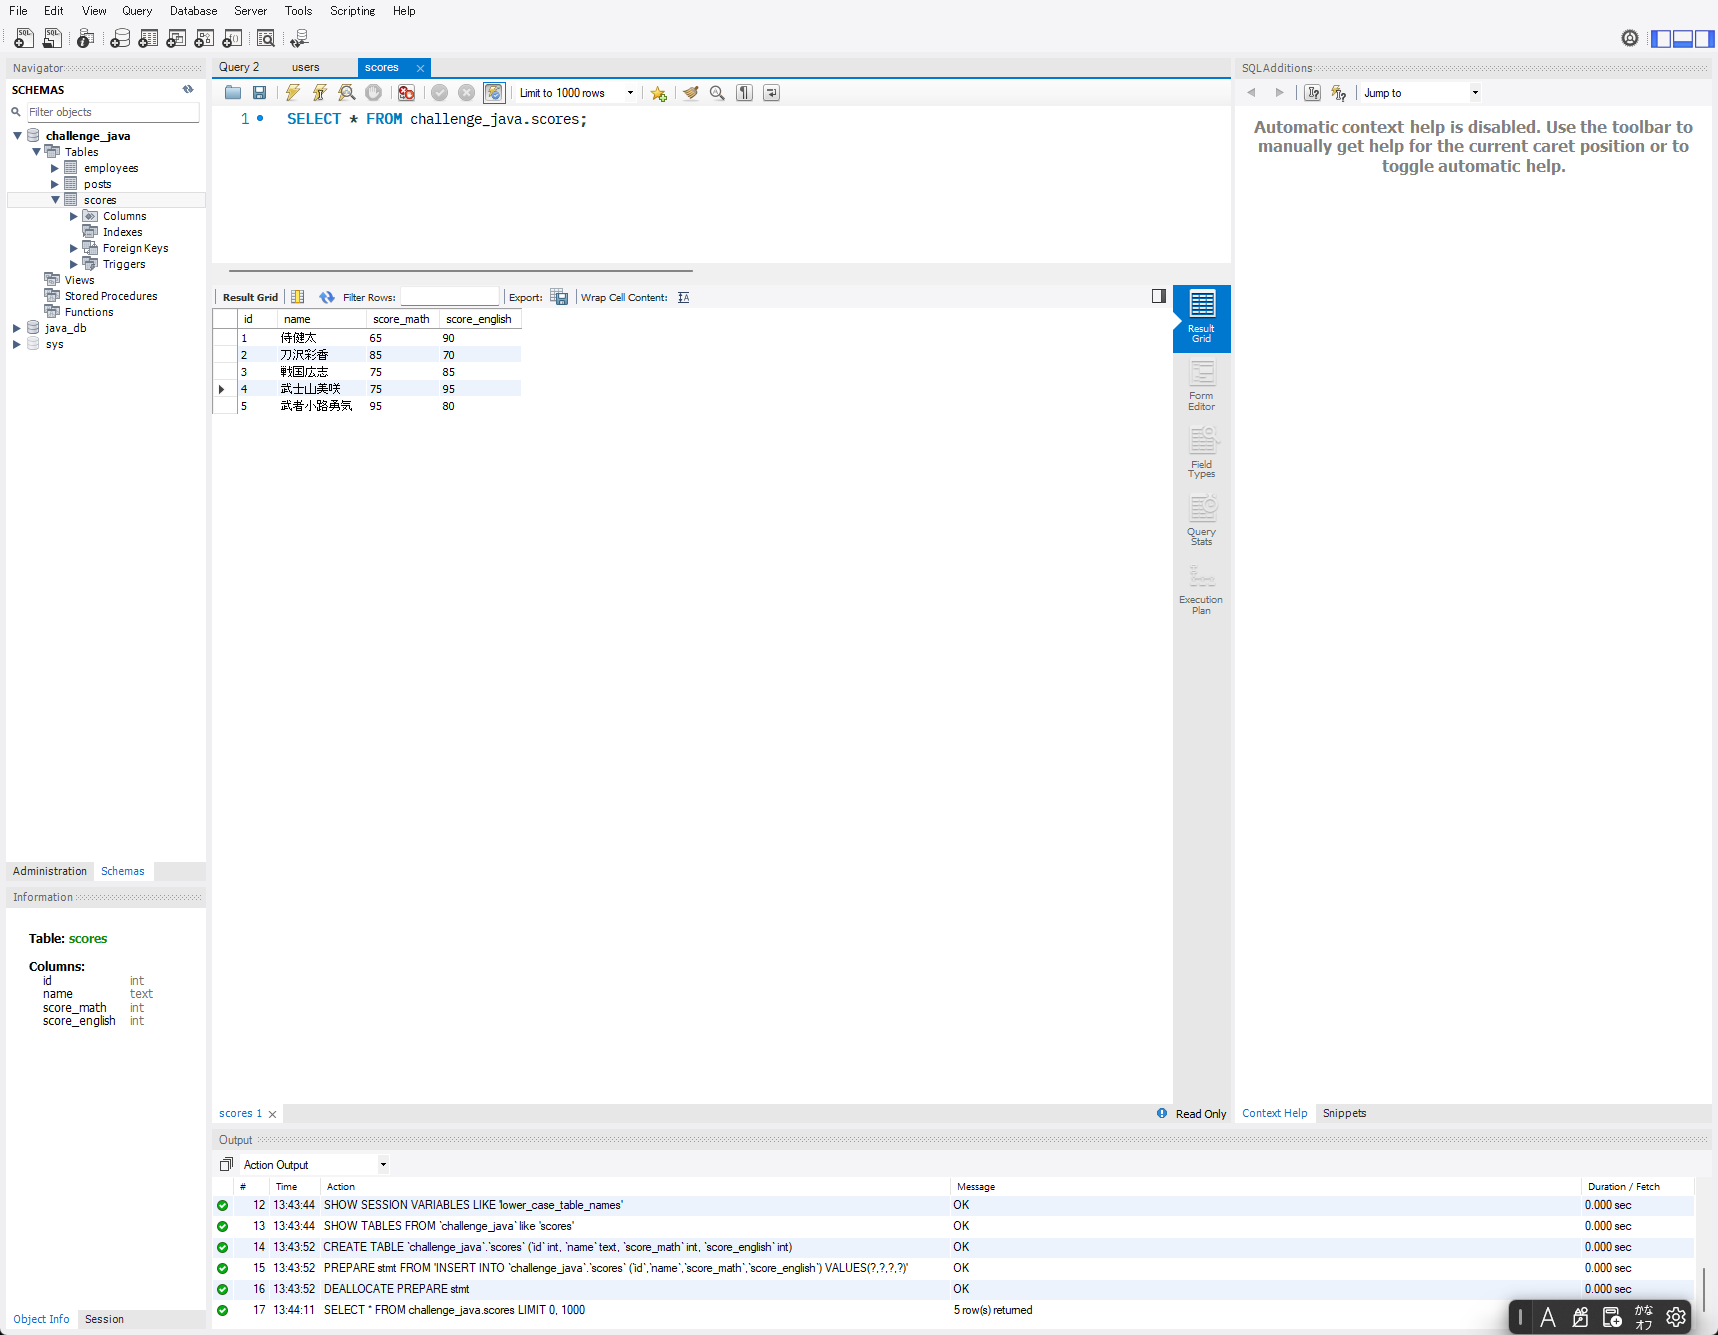 File Edit View Query Database Server Tools Scripting Help
Navigator
SCHEMAS
Filter objects
challenge_java
Tables
employees
posts
scores
Columns
Indexes
Foreign Keys
Triggers
Views
Stored Procedures
Functions
java_db
sys
Administration Schemas
Information
Table: scores
Columns:
id int
name text
score_math int
score_english int
Object Info Session
Query 2 users scores
Limit to 1000 rows
1 SELECT * FROM challenge_java.scores;
Result Grid Filter Rows: Export: Wrap Cell Content:
id name score_math score_english
1 侍健太 65 90
2 刀沢彩香 85 70
3 戦国広志 75 85
4 武士山美咲 75 95
5 武者小路勇気 95 80
Result
Grid
Form
Editor
Field
Types
Query
Stats
Execution
Plan
scores 1 Read Only
SQLAdditions
Jump to
Automatic context help is disabled. Use the toolbar to
manually get help for the current caret position or to
toggle automatic help.
Context Help Snippets
Output
Action Output
# Time Action Message Duration / Fetch
12 13:43:44 SHOW SESSION VARIABLES LIKE 'lower_case_table_names' OK 0.000 sec
13 13:43:44 SHOW TABLES FROM `challenge_java` like 'scores' OK 0.000 sec
14 13:43:52 CREATE TABLE `challenge_java`.`scores` (`id` int, `name` text, `score_math` int, `score_english` int) OK 0.000 sec
15 13:43:52 PREPARE stmt FROM 'INSERT INTO `challenge_java`.`scores` (`id`,`name`,`score_math`,`score_english`) VALUES(?,?,?,?)' OK 0.000 sec
16 13:43:52 DEALLOCATE PREPARE stmt OK 0.000 sec
17 13:44:11 SELECT * FROM challenge_java.scores LIMIT 0, 1000 5 row(s) returned
A かな
オフ